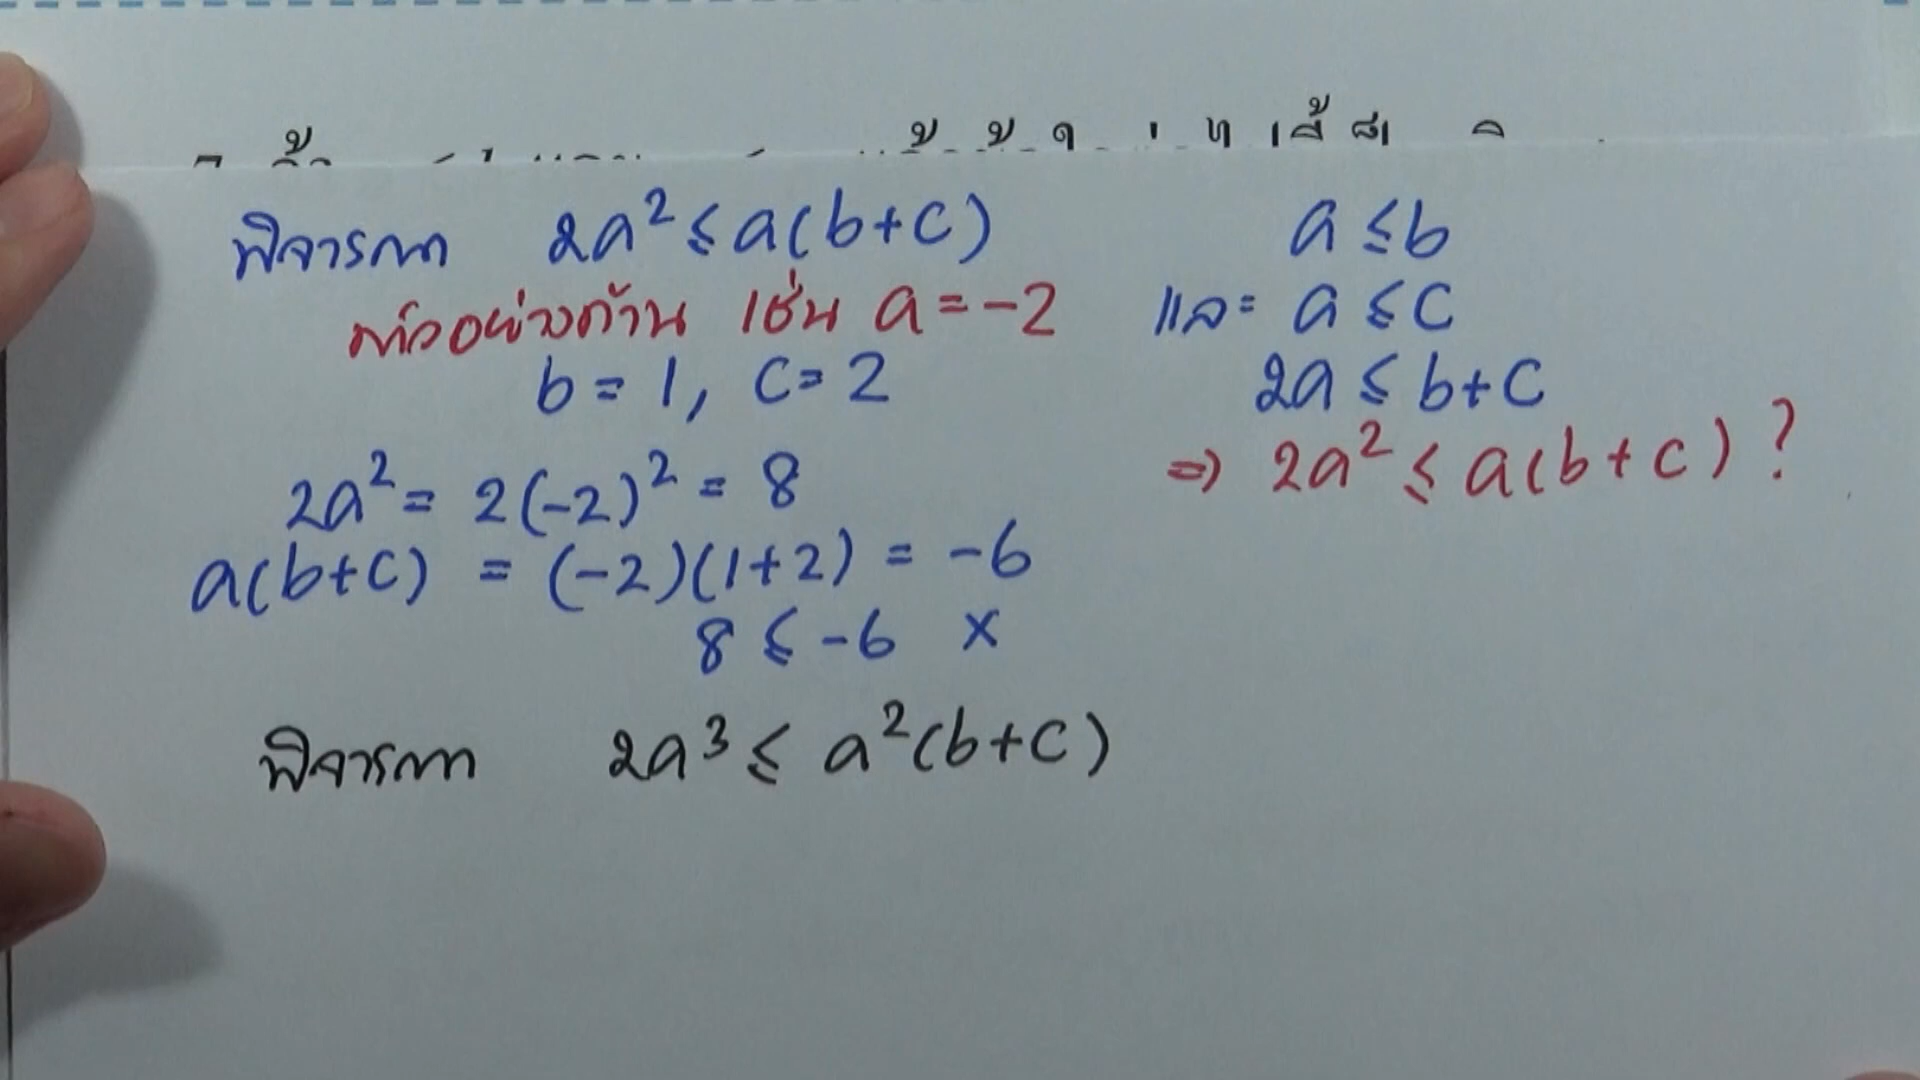 พิจารณา 2a² ≤ a(b+c)
ตัวอย่างค้าน เช่น a = -2
b = 1, c = 2
2a² = 2(-2)² = 8
a(b+c) = (-2)(1+2) = -6
8 ≤ -6 ×
a ≤ b
และ a ≤ c
2a ≤ b+c
⇒ 2a² ≤ a(b+c) ?
พิจารณา 2a³ ≤ a²(b+c)